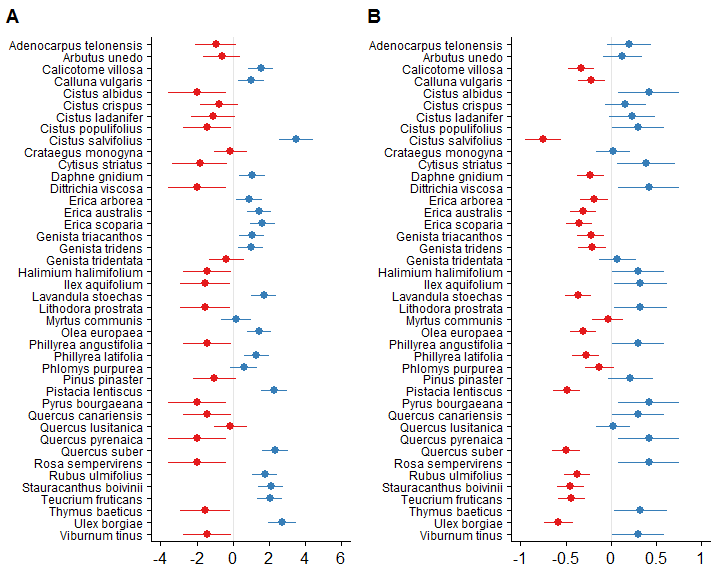 A
Adenocarpus telonensis
Arbutus unedo
Calicotome villosa
Calluna vulgaris
Cistus albidus
Cistus crispus
Cistus ladanifer
Cistus populifolius
Cistus salvifolius
Crataegus monogyna
Cytisus striatus
Daphne gnidium
Dittrichia viscosa
Erica arborea
Erica australis
Erica scoparia
Genista triacanthos
Genista tridens
Genista tridentata
Halimium halimifolium
Ilex aquifolium
Lavandula stoechas
Lithodora prostrata
Myrtus communis
Olea europaea
Phillyrea angustifolia
Phillyrea latifolia
Phlomys purpurea
Pinus pinaster
Pistacia lentiscus
Pyrus bourgaeana
Quercus canariensis
Quercus lusitanica
Quercus pyrenaica
Quercus suber
Rosa sempervirens
Rubus ulmifolius
Stauracanthus boivinii
Teucrium fruticans
Thymus baeticus
Ulex borgiae
Viburnum tinus
-4 -2 0 2 4 6
B
Adenocarpus telonensis
Arbutus unedo
Calicotome villosa
Calluna vulgaris
Cistus albidus
Cistus crispus
Cistus ladanifer
Cistus populifolius
Cistus salvifolius
Crataegus monogyna
Cytisus striatus
Daphne gnidium
Dittrichia viscosa
Erica arborea
Erica australis
Erica scoparia
Genista triacanthos
Genista tridens
Genista tridentata
Halimium halimifolium
Ilex aquifolium
Lavandula stoechas
Lithodora prostrata
Myrtus communis
Olea europaea
Phillyrea angustifolia
Phillyrea latifolia
Phlomys purpurea
Pinus pinaster
Pistacia lentiscus
Pyrus bourgaeana
Quercus canariensis
Quercus lusitanica
Quercus pyrenaica
Quercus suber
Rosa sempervirens
Rubus ulmifolius
Stauracanthus boivinii
Teucrium fruticans
Thymus baeticus
Ulex borgiae
Viburnum tinus
-1 -0.5 0 0.5 1